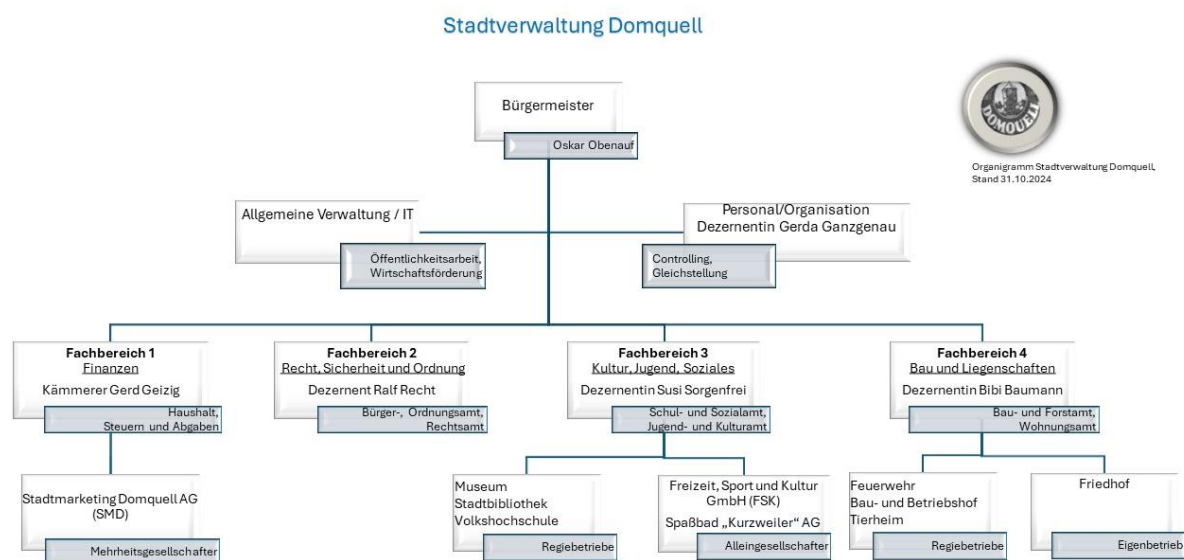 Stadtverwaltung Domquell
Bürgermeister
Oskar Obenauf
DOMQUELL
Organigramm Stadtverwaltung Domquell,
Stand 31.10.2024
Allgemeine Verwaltung / IT
Öffentlichkeitsarbeit,
Wirtschaftsförderung
Personal/Organisation
Dezernentin Gerda Ganzgenau
Controlling,
Gleichstellung
Fachbereich 1
Finanzen
Kämmerer Gerd Geizig
Haushalt,
Steuern und Abgaben
Fachbereich 2
Recht, Sicherheit und Ordnung
Dezernent Ralf Recht
Bürger-, Ordnungsamt,
Rechtsamt
Fachbereich 3
Kultur, Jugend, Soziales
Dezernentin Susi Sorgenfrei
Schul- und Sozialamt,
Jugend- und Kulturamt
Fachbereich 4
Bau und Liegenschaften
Dezernentin Bibi Baumann
Bau- und Forstamt,
Wohnungsamt
Stadtmarketing Domquell AG
(SMD)
Mehrheitsgesellschafter
Museum
Stadtbibliothek
Volkshochschule
Regiebetriebe
Freizeit, Sport und Kultur
GmbH (FSK)
Spaßbad „Kurzweiler“ AG
Alleingesellschafter
Feuerwehr
Bau- und Betriebshof
Tierheim
Regiebetriebe
Friedhof
Eigenbetrieb